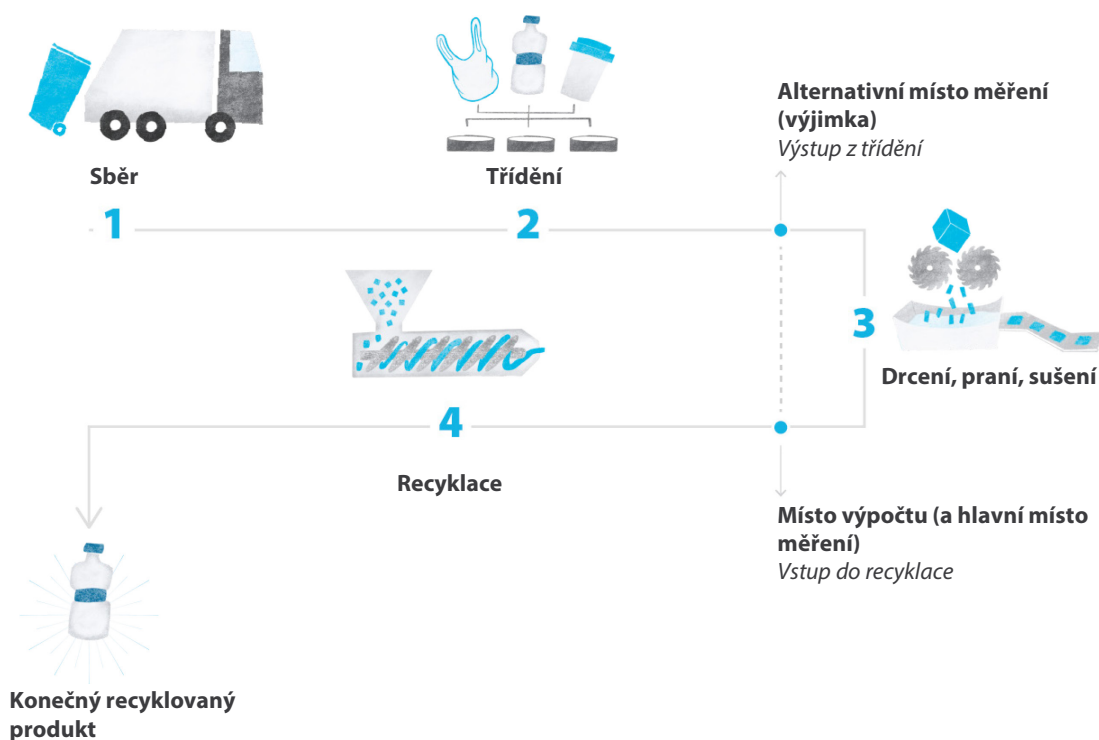 Sběr
Třídění
Alternativní místo měření
(výjimka)
Výstup z třídění
1
2
3
Drcení, praní, sušení
4
Recyklace
Místo výpočtu (a hlavní místo
měření)
Vstup do recyklace
Konečný recyklovaný
produkt